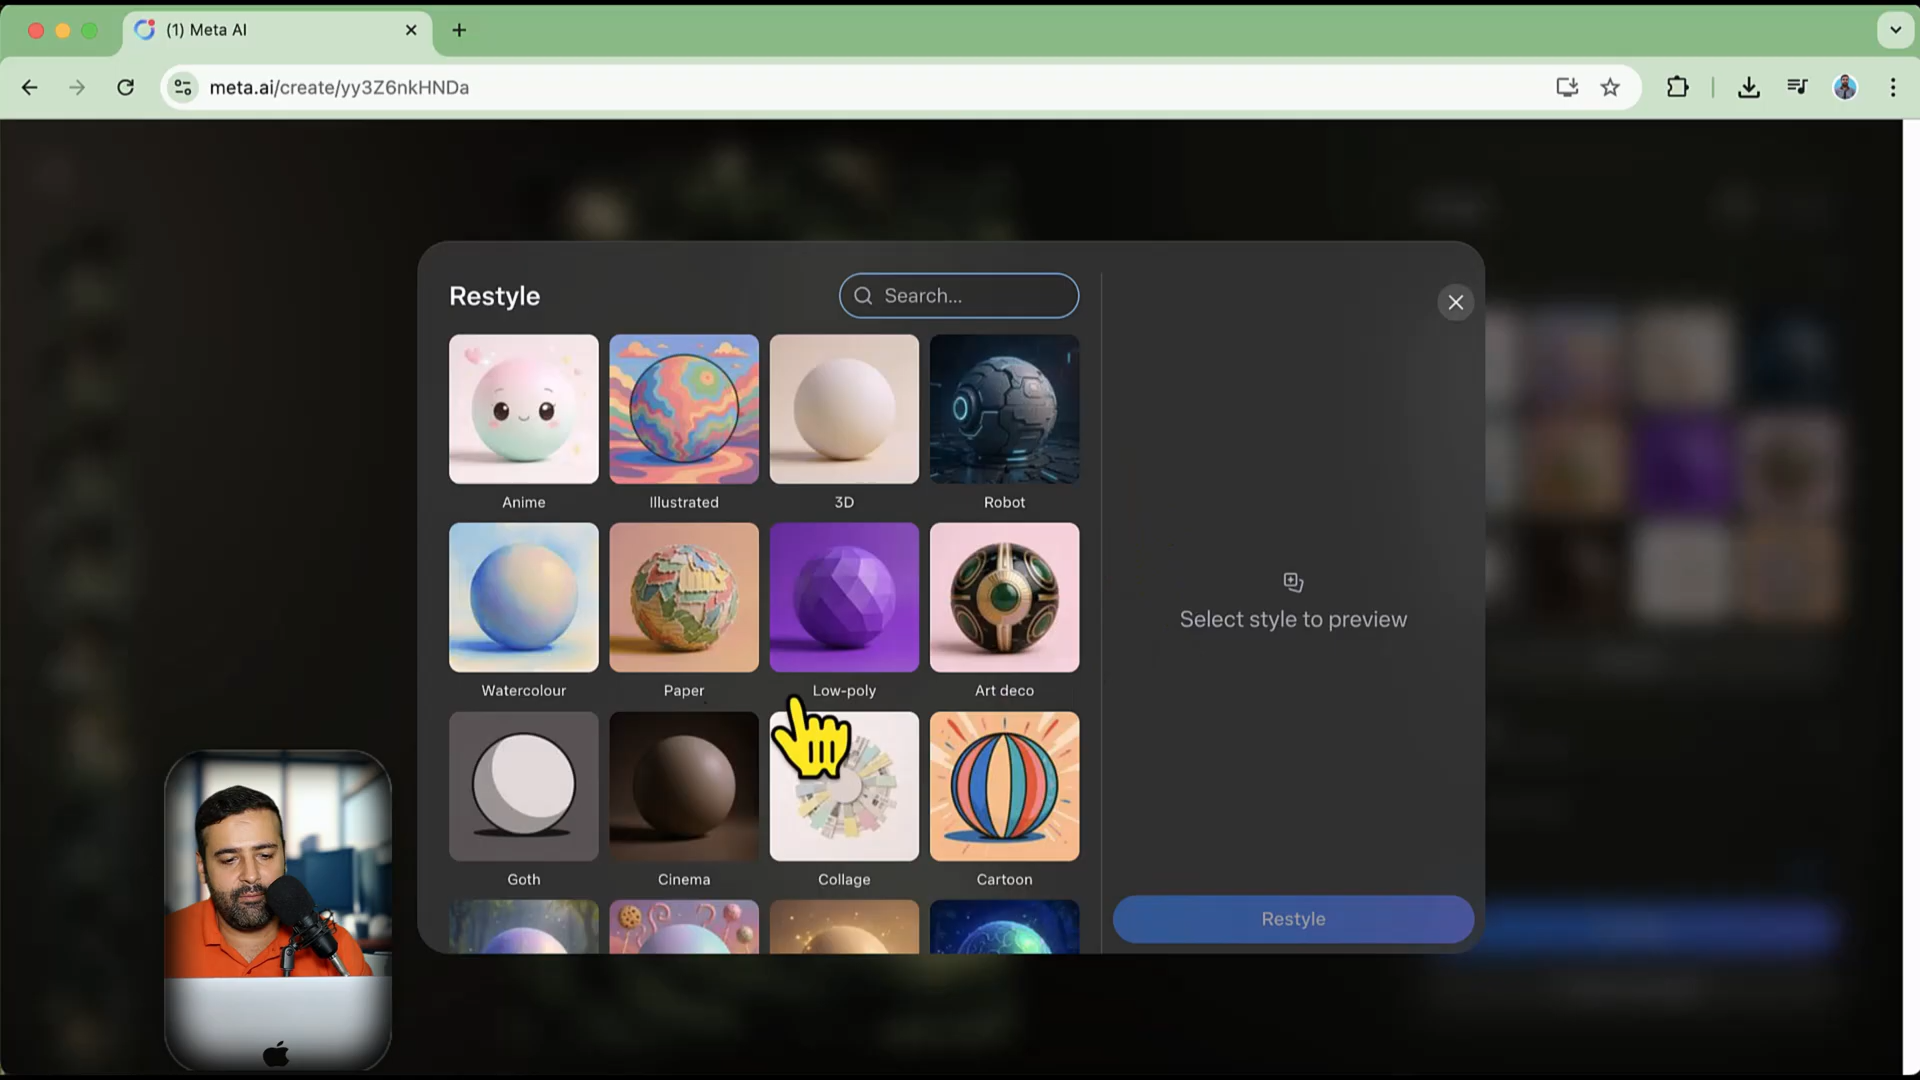 (1) Meta AI
meta.ai/create/yy3Z6nkHNDa
Restyle
Search...
Anime
Illustrated
3D
Robot
Watercolour
Paper
Low-poly
Art deco
Select style to preview
Goth
Cinema
Collage
Cartoon
Restyle